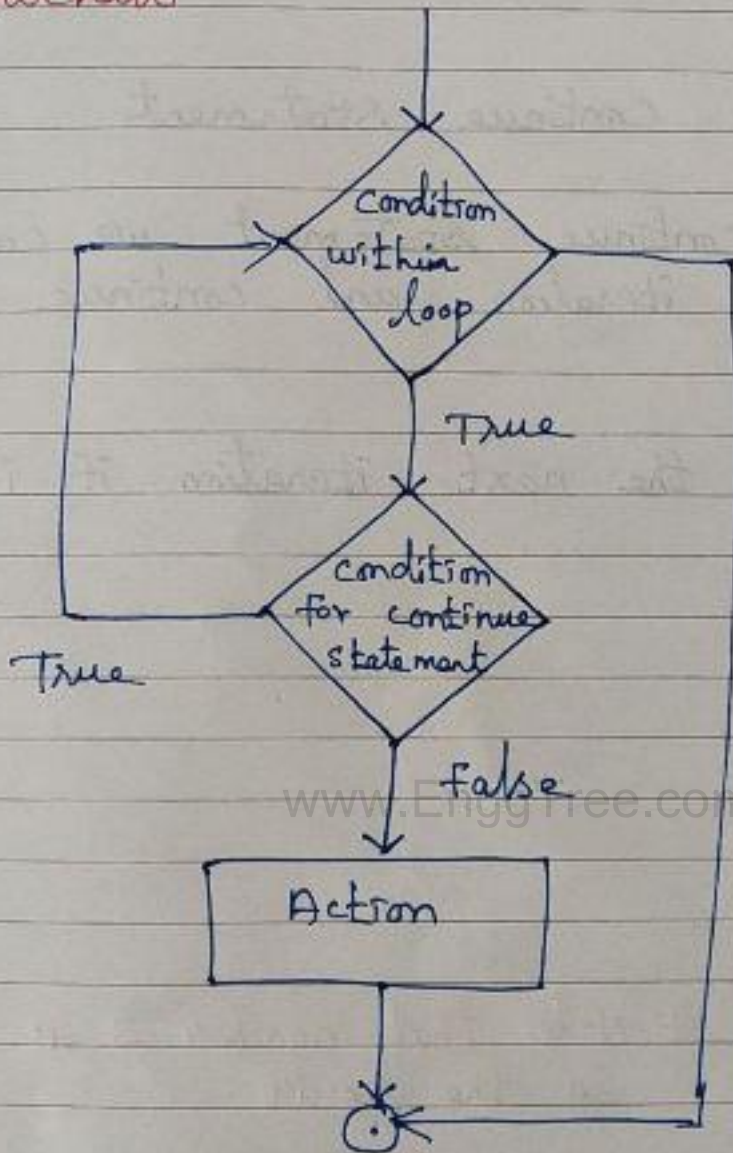 condition
within
loop
True
condition
for continue
statement
True
false
www.EnggTree.com
Action